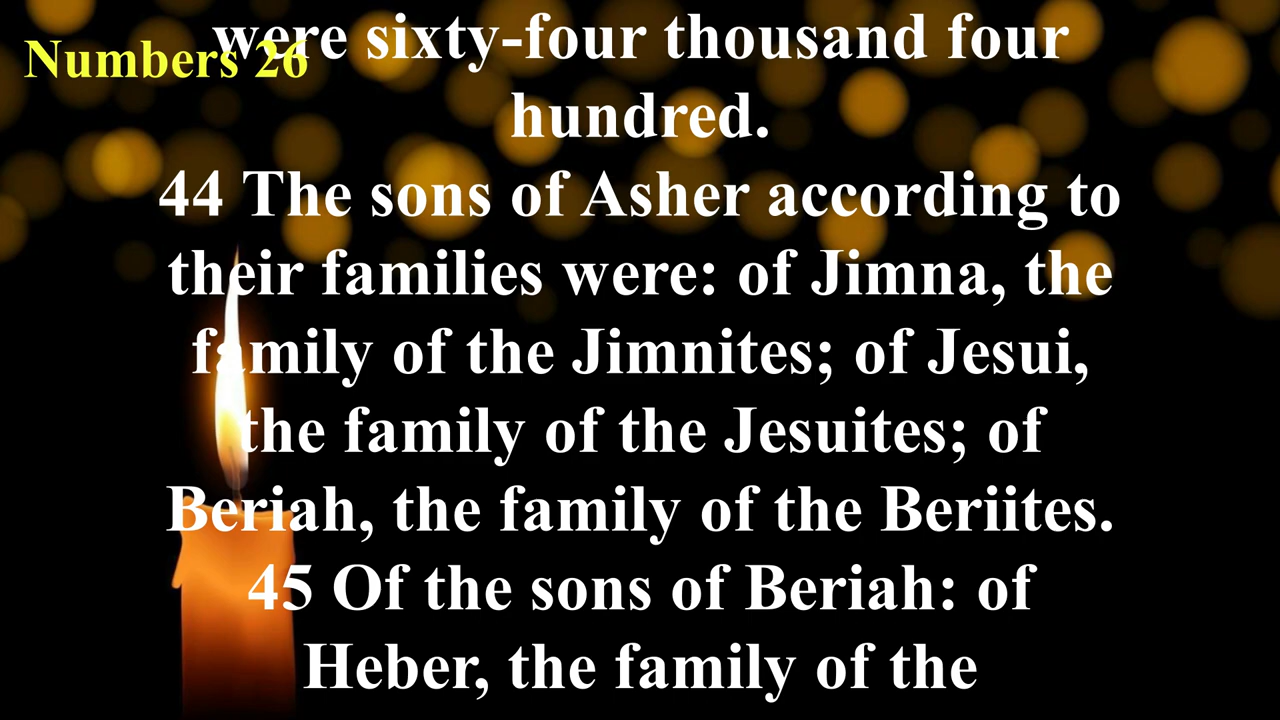 Numbers 26
were sixty-four thousand four
hundred.
44 The sons of Asher according to
their families were: of Jimna, the
family of the Jimnites; of Jesui,
the family of the Jesuites; of
Beriah, the family of the Beriites.
45 Of the sons of Beriah: of
Heber, the family of the